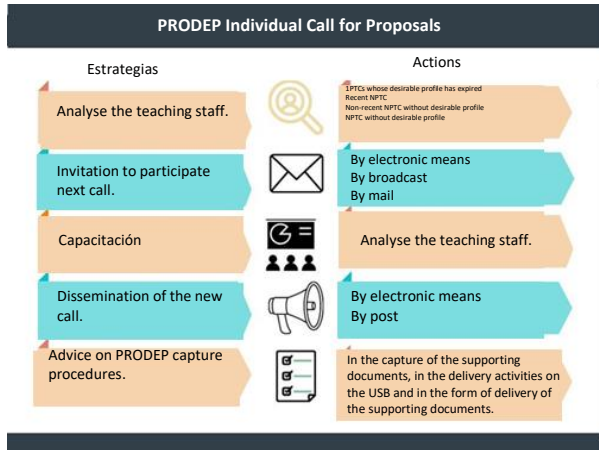 PRODEP Individual Call for Proposals
Estrategias
Actions
Analyse the teaching staff.
1PTCs whose desirable profile has expired
Recent NPTC
Non-recent NPTC without desirable profile
NPTC without desirable profile
Invitation to participate
next call.
By electronic means
By broadcast
By mail
Capacitación
Analyse the teaching staff.
Dissemination of the new
call.
By electronic means
By post
Advice on PRODEP capture
procedures.
In the capture of the supporting
documents, in the delivery activities on
the USB and in the form of delivery of
the supporting documents.